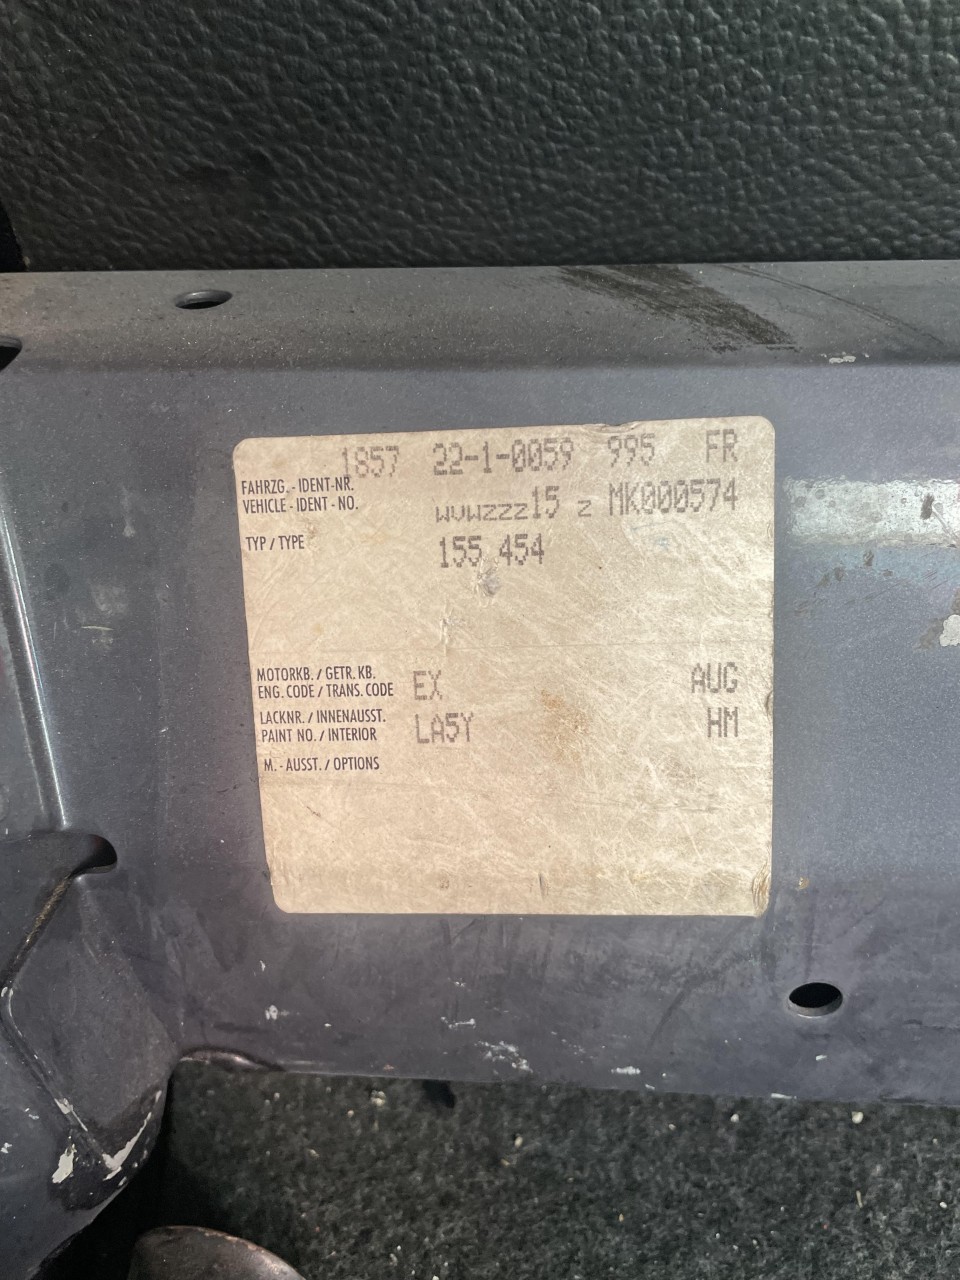 1857 22-1-0059 995 FR
FAHRZG. - IDENT-NR.
VEHICLE - IDENT - NO. WVWZZZ15 Z MK000574
TYP / TYPE 155 454
MOTORKB. / GETR. KB.
ENG. CODE / TRANS. CODE EX AUG
LACKNR. / INNENAUSST.
PAINT NO. / INTERIOR LA5Y HM
M. - AUSST. / OPTIONS